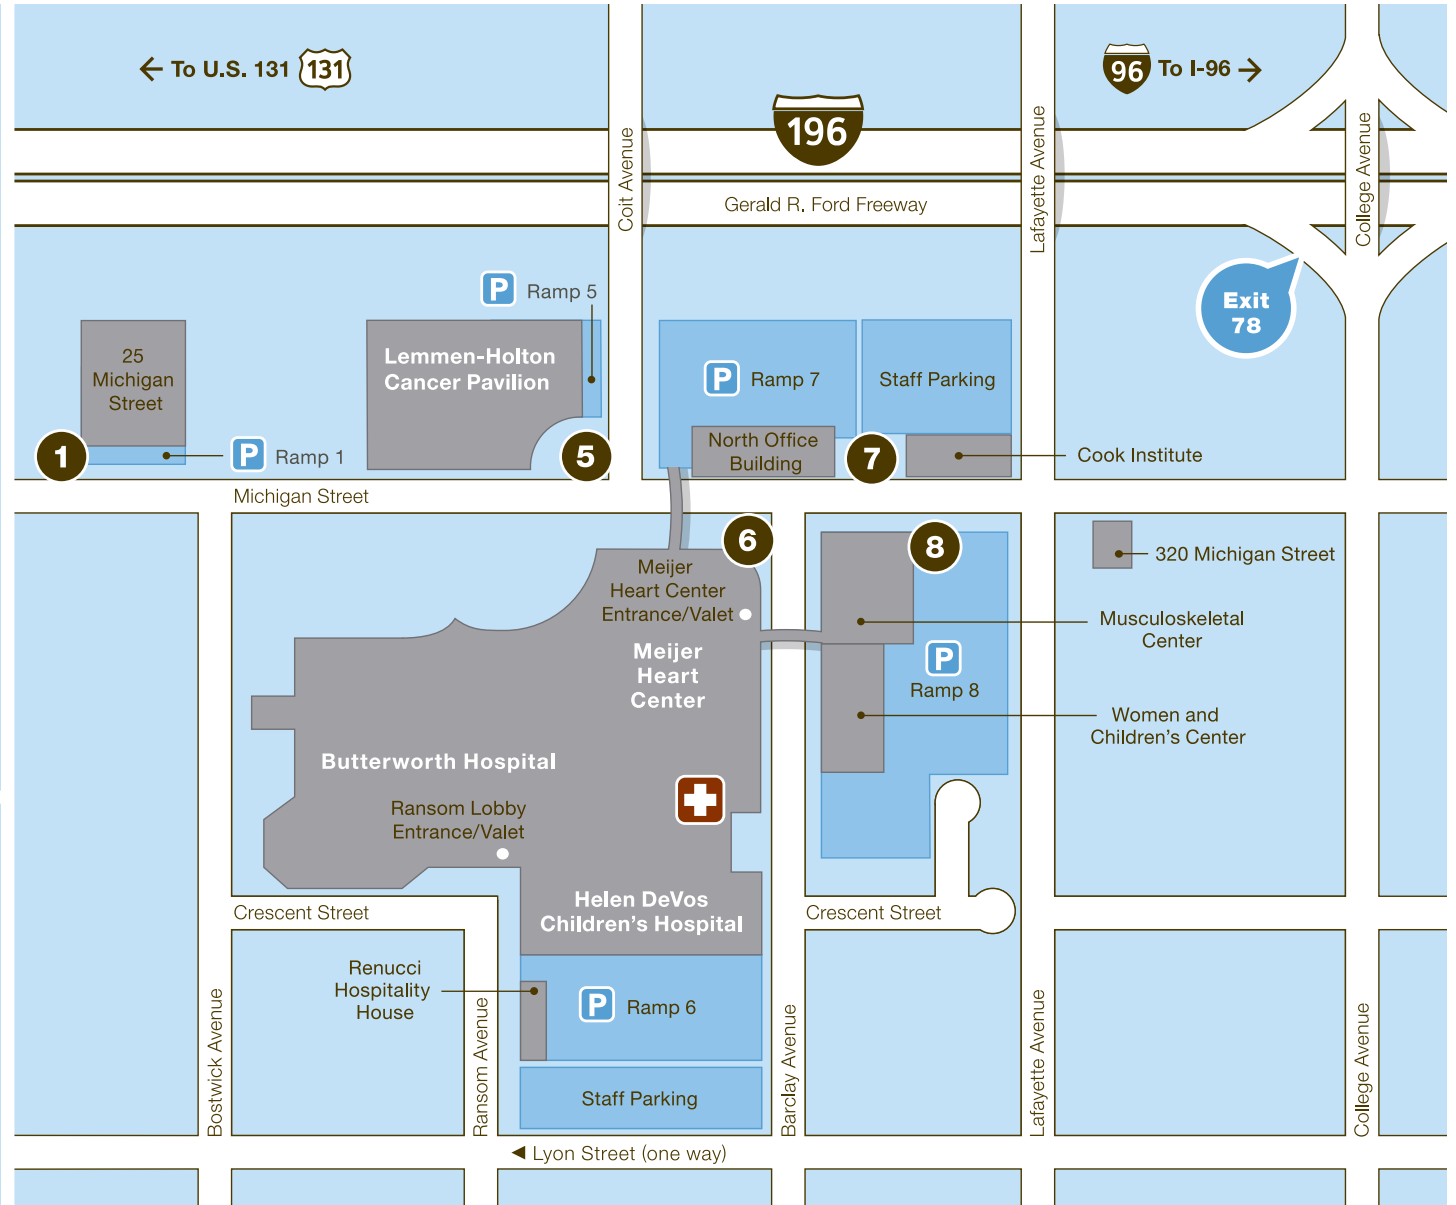 To U.S. 131 131
96 To I-96
196
Coit Avenue
Lafayette Avenue
College Avenue
Gerald R. Ford Freeway
Exit
78
P Ramp 5
25
Michigan
Street
Lemmen-Holton
Cancer Pavilion
P Ramp 7
Staff Parking
1
P Ramp 1
5
North Office
Building
7
Cook Institute
Michigan Street
6
8
320 Michigan Street
Meijer
Heart Center
Entrance/Valet
Musculoskeletal
Center
Meijer
Heart
Center
P
Ramp 8
Women and
Children's Center
Butterworth Hospital
Ransom Lobby
Entrance/Valet
Helen DeVos
Children's Hospital
Crescent Street
Crescent Street
Renucci
Hospitality
House
P Ramp 6
Bostwick Avenue
Ransom Avenue
Barclay Avenue
Lafayette Avenue
College Avenue
Staff Parking
Lyon Street (one way)